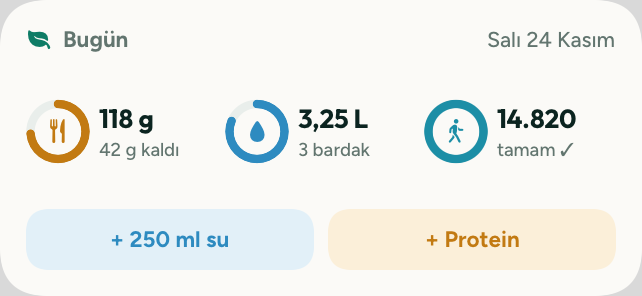 Bugün
Salı 24 Kasım
118 g
42 g kaldı
3,25 L
3 bardak
14.820
tamam ✓
+ 250 ml su
+ Protein